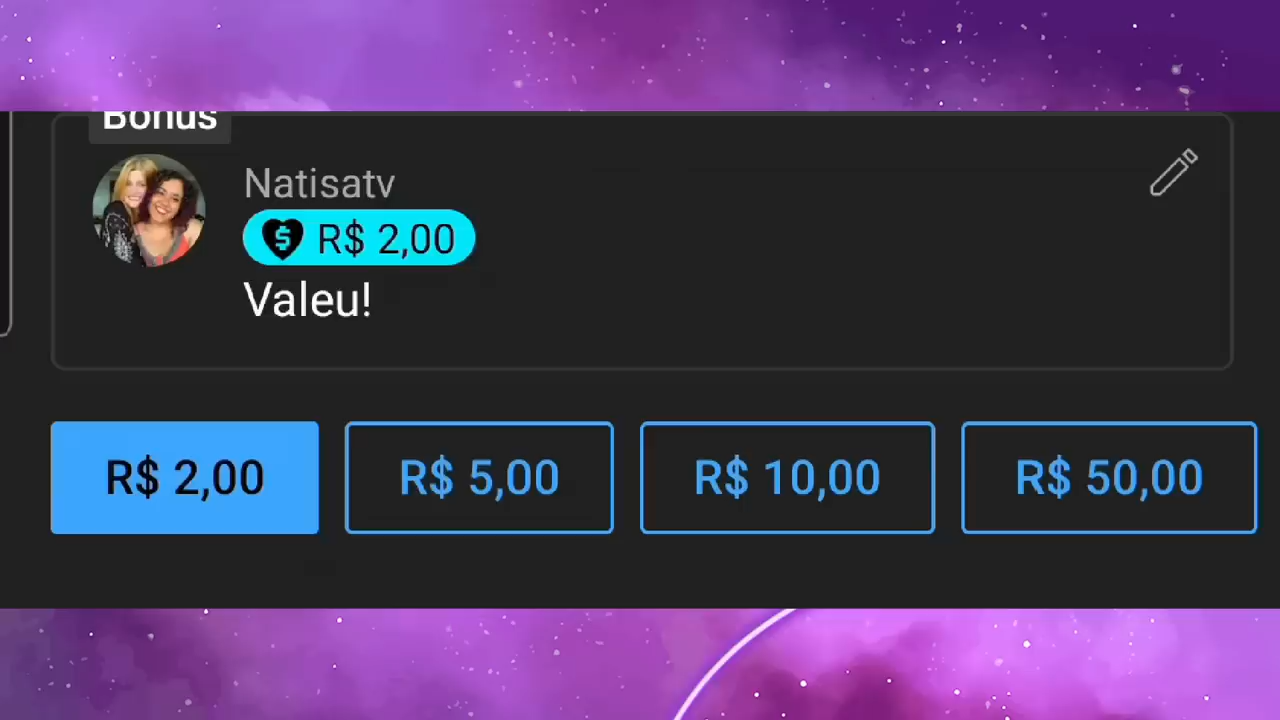 Bonus
Natisatv
R$ 2,00
Valeu!
R$ 2,00 R$ 5,00 R$ 10,00 R$ 50,00